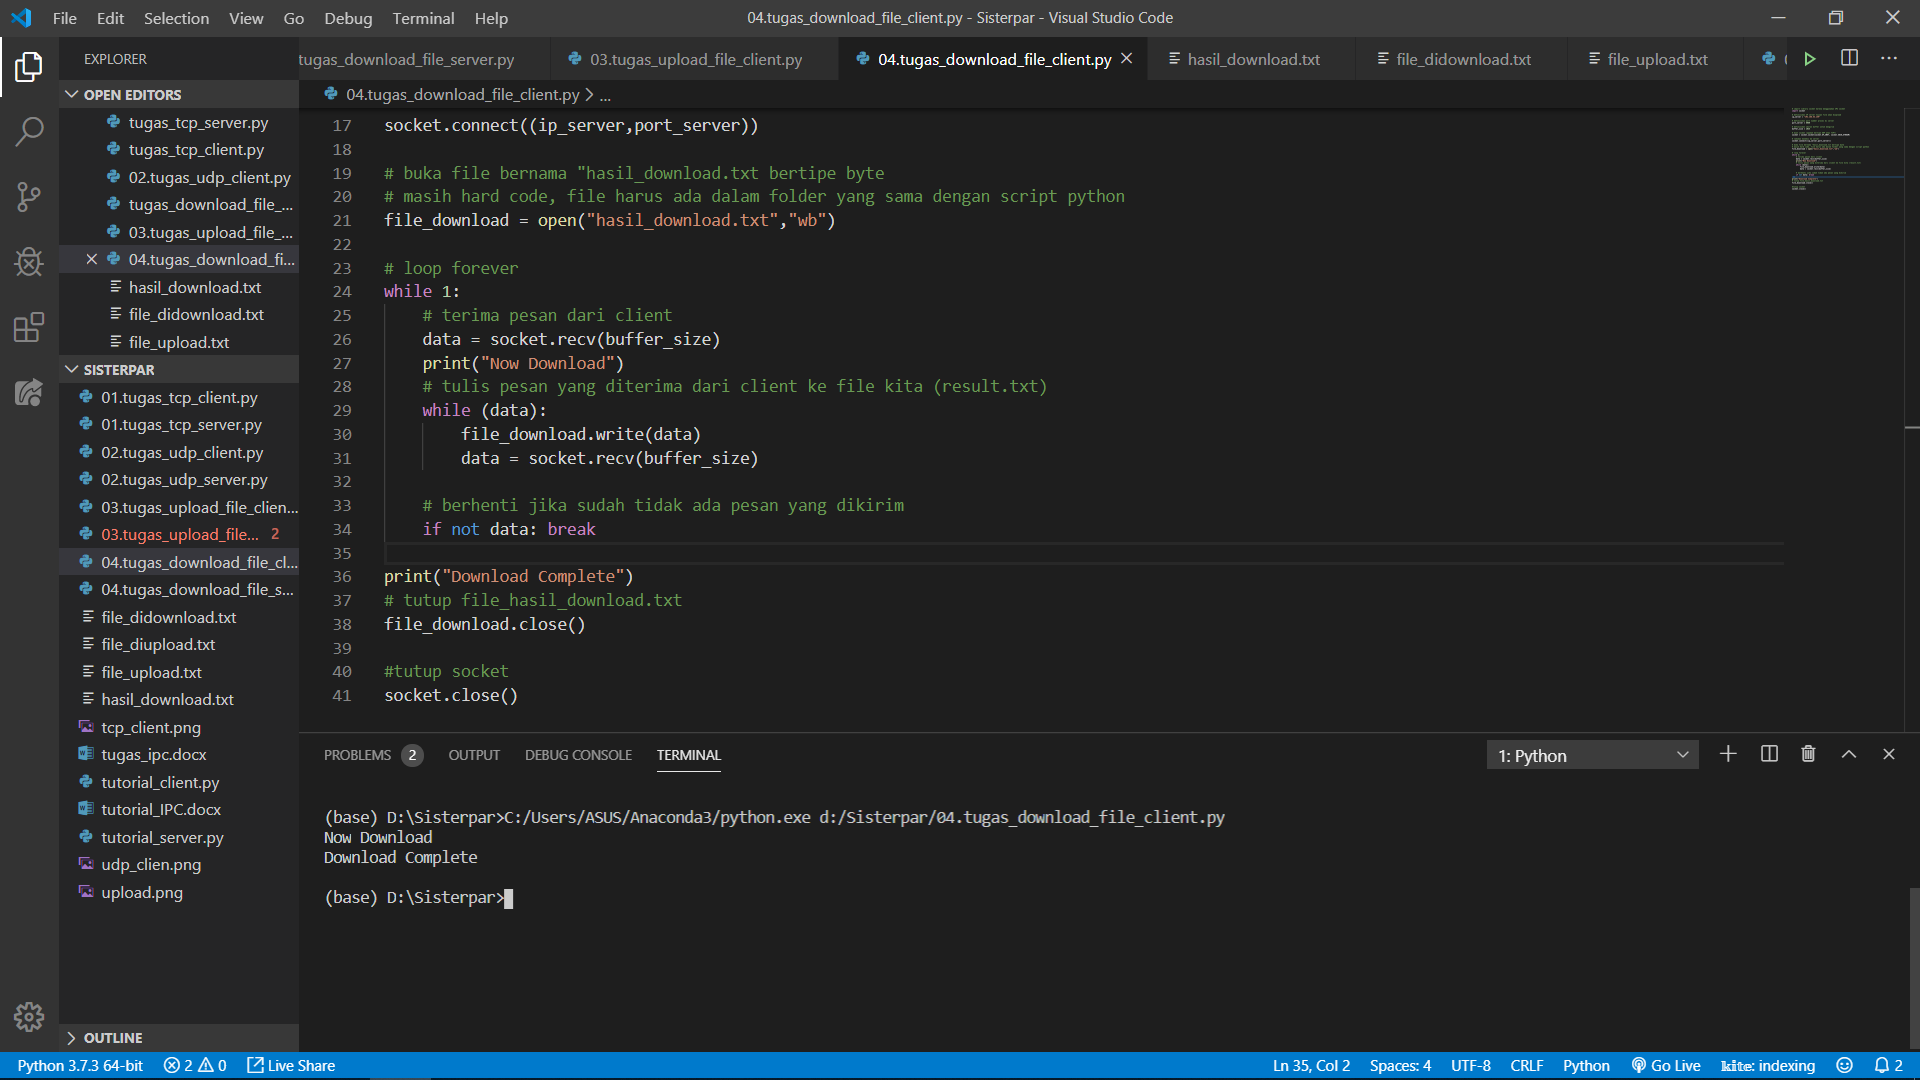 File Edit Selection View Go Debug Terminal Help
04.tugas_download_file_client.py - Sisterpar - Visual Studio Code
EXPLORER
OPEN EDITORS
tugas_tcp_server.py
tugas_tcp_client.py
02.tugas_udp_client.py
tugas_download_file_...
03.tugas_upload_file_...
04.tugas_download_fi...
hasil_download.txt
file_didownload.txt
file_upload.txt
SISTERPAR
01.tugas_tcp_client.py
01.tugas_tcp_server.py
02.tugas_udp_client.py
02.tugas_udp_server.py
03.tugas_upload_file_clien...
03.tugas_upload_file... 2
04.tugas_download_file_cl...
04.tugas_download_file_s...
file_didownload.txt
file_diupload.txt
file_upload.txt
hasil_download.txt
tcp_client.png
tugas_ipc.docx
tutorial_client.py
tutorial_IPC.docx
tutorial_server.py
udp_clien.png
upload.png
OUTLINE
tugas_download_file_server.py 03.tugas_upload_file_client.py 04.tugas_download_file_client.py hasil_download.txt file_didownload.txt file_upload.txt
04.tugas_download_file_client.py > ...
17 socket.connect((ip_server,port_server))
18
19 # buka file bernama "hasil_download.txt bertipe byte
20 # masih hard code, file harus ada dalam folder yang sama dengan script python
21 file_download = open("hasil_download.txt","wb")
22
23 # loop forever
24 while 1:
25 # terima pesan dari client
26 data = socket.recv(buffer_size)
27 print("Now Download")
28 # tulis pesan yang diterima dari client ke file kita (result.txt)
29 while (data):
30 file_download.write(data)
31 data = socket.recv(buffer_size)
32
33 # berhenti jika sudah tidak ada pesan yang dikirim
34 if not data: break
35
36 print("Download Complete")
37 # tutup file_hasil_download.txt
38 file_download.close()
39
40 #tutup socket
41 socket.close()
PROBLEMS 2 OUTPUT DEBUG CONSOLE TERMINAL 1: Python
(base) D:\Sisterpar>C:/Users/ASUS/Anaconda3/python.exe d:/Sisterpar/04.tugas_download_file_client.py
Now Download
Download Complete
(base) D:\Sisterpar>
Python 3.7.3 64-bit 2 0 Live Share Ln 35, Col 2 Spaces: 4 UTF-8 CRLF Python Go Live kite: indexing 2